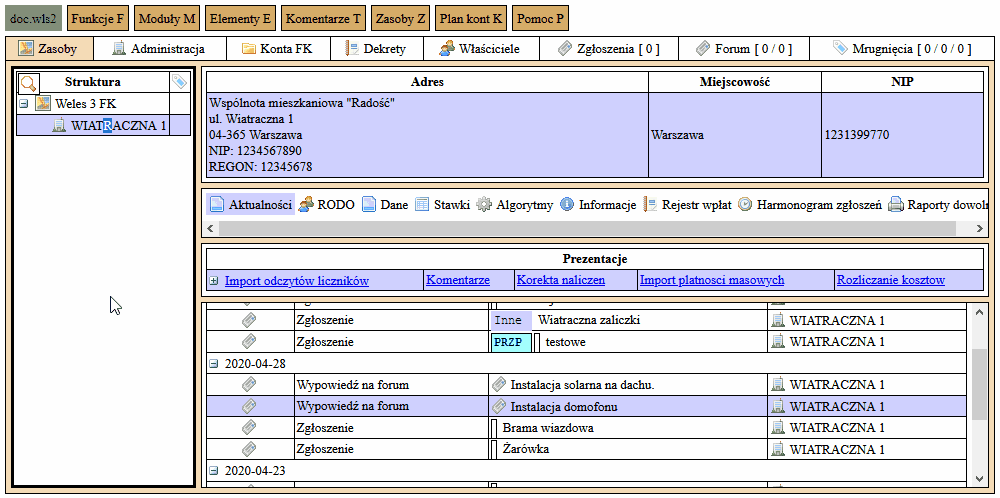 doc.wls2 Funkcje F Moduły M Elementy E Komentarze T Zasoby Z Plan kont K Pomoc P
Zasoby Administracja Konta FK Dekrety Właściciele Zgłoszenia [ 0 ] Forum [ 0 / 0 ] Mrugnięcia [ 0 / 0 / 0 ]
Struktura
Weles 3 FK
WIATRACZNA 1
Adres Miejscowość NIP
Wspólnota mieszkaniowa "Radość"
ul. Wiatraczna 1
04-365 Warszawa
NIP: 1234567890
REGON: 12345678
Warszawa
1231399770
Aktualności RODO Dane Stawki Algorytmy Informacje Rejestr wpłat Harmonogram zgłoszeń Raporty dowoln
Prezentacje
Import odczytów liczników Komentarze Korekta naliczen Import platnosci masowych Rozliczanie kosztow
Zgłoszenie Inne Wiatraczna zaliczki WIATRACZNA 1
Zgłoszenie PRZP testowe WIATRACZNA 1
2020-04-28
Wypowiedź na forum Instalacja solarna na dachu. WIATRACZNA 1
Wypowiedź na forum Instalacja domofonu WIATRACZNA 1
Zgłoszenie Brama wiazdowa WIATRACZNA 1
Zgłoszenie Żarówka WIATRACZNA 1
2020-04-23